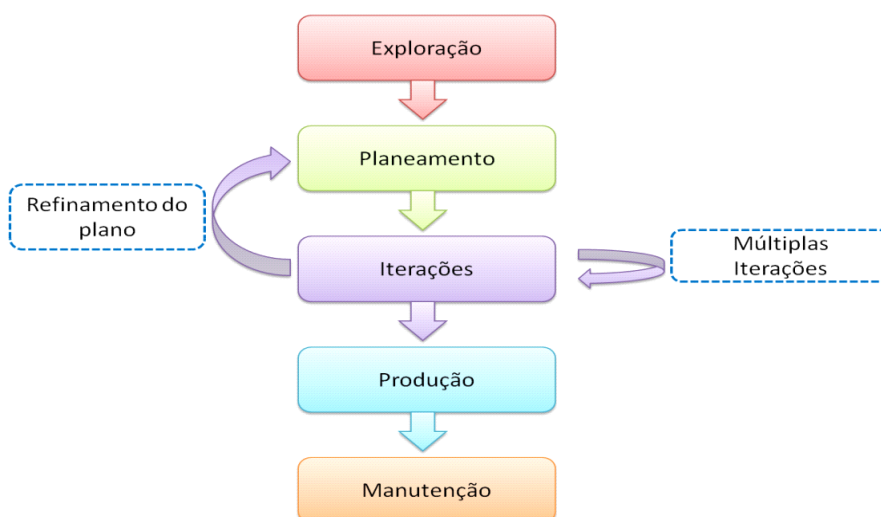 Exploração
Planeamento
Refinamento do
plano
Iterações
Múltiplas
Iterações
Produção
Manutenção